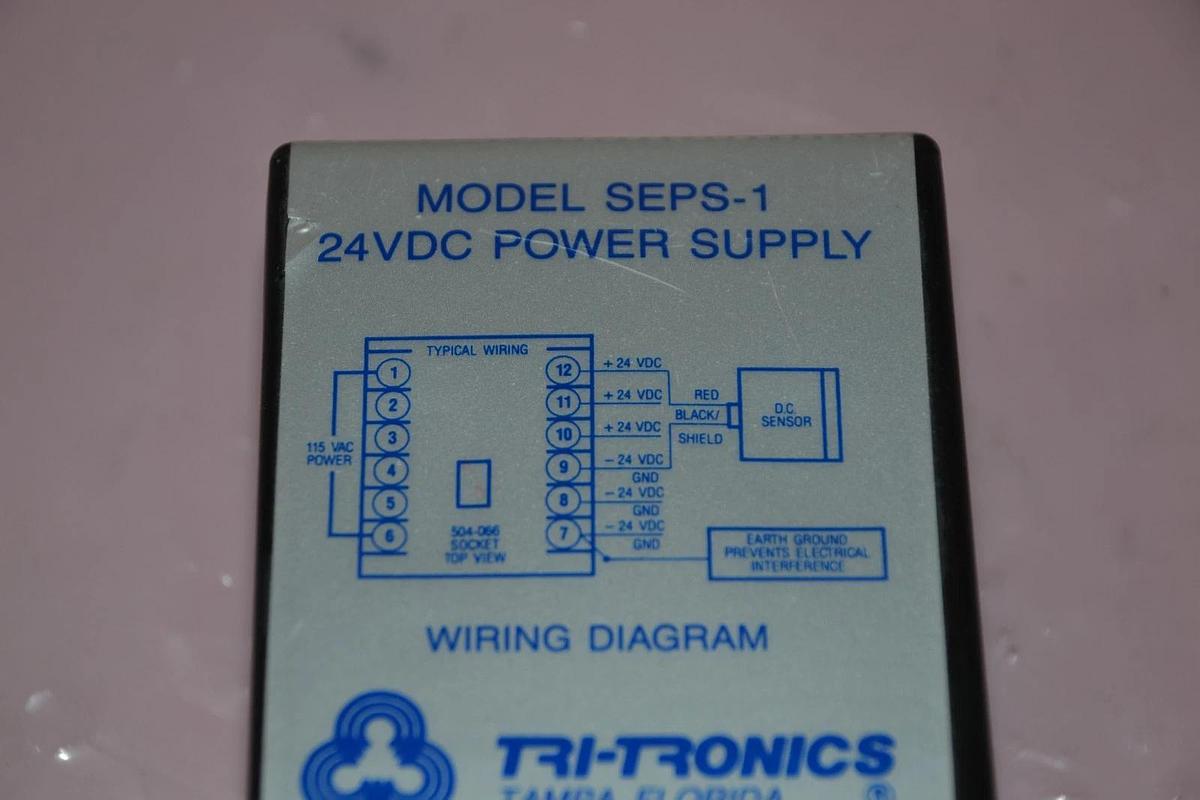 MODEL SEPS-1
24VDC POWER SUPPLY
TYPICAL WIRING
1
2
3
4
5
6
115 VAC
POWER
504-066
SOCKET
TOP VIEW
12
11
10
9
8
7
+ 24 VDC
+ 24 VDC
+ 24 VDC
- 24 VDC
GND
- 24 VDC
GND
- 24 VDC
GND
RED
BLACK/
SHIELD
D.C.
SENSOR
EARTH GROUND
PREVENTS ELECTRICAL
INTERFERENCE
WIRING DIAGRAM
TRI-TRONICS
TAMPA, FLORIDA ®